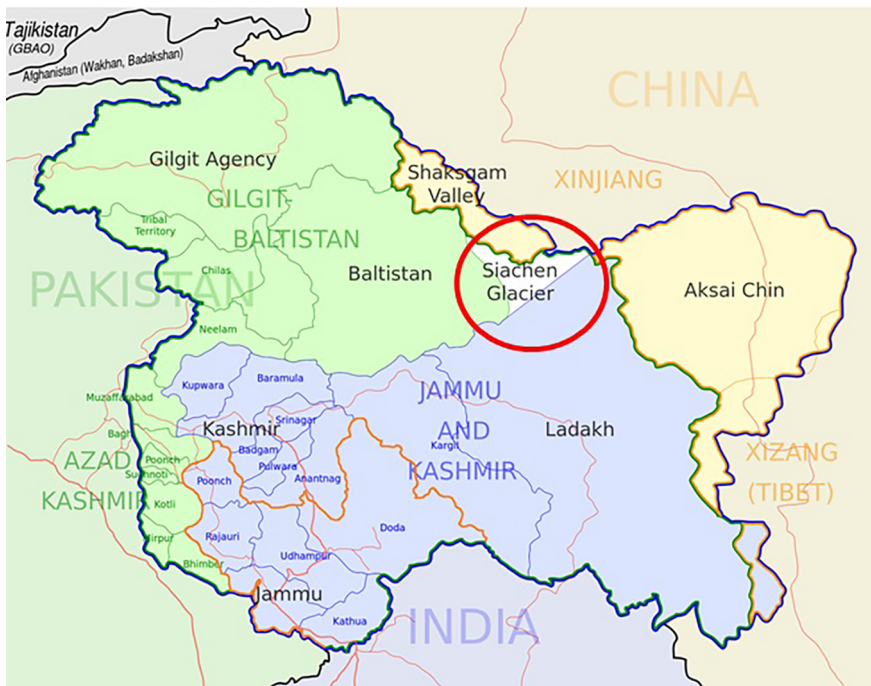 Tajikistan
(GBAO)
Afghanistan (Wakhan, Badakshan)
CHINA
Gilgit Agency
Shaksgam
Valley
XINJIANG
GILGIT-
BALTISTAN
Tribal
Territory
Chilas
Baltistan
Siachen
Glacier
Aksai Chin
PAKISTAN
Neelam
Kupwara
Baramula
Muzaffarabad
JAMMU
AND
KASHMIR
Srinagar
Kashmir
Ladakh
Bagh
Badgam
Kargil
AZAD
KASHMIR
Poonch
Pulwara
XIZANG
(TIBET)
Sudhnoti
Poonch
Anantnag
Kotli
Doda
Mirpur
Rajauri
Udhampur
Bhimber
Jammu
Kathua
INDIA